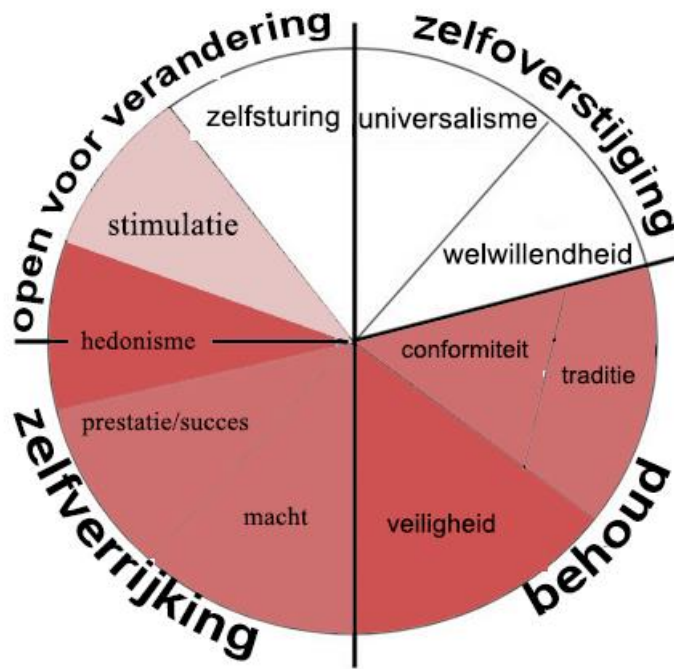 open voor verandering
zelfoverstijging
zelfsturing
universalisme
stimulatie
welwillendheid
hedonisme
conformiteit
traditie
prestatie/succes
macht
veiligheid
zelfverrijking
behoud